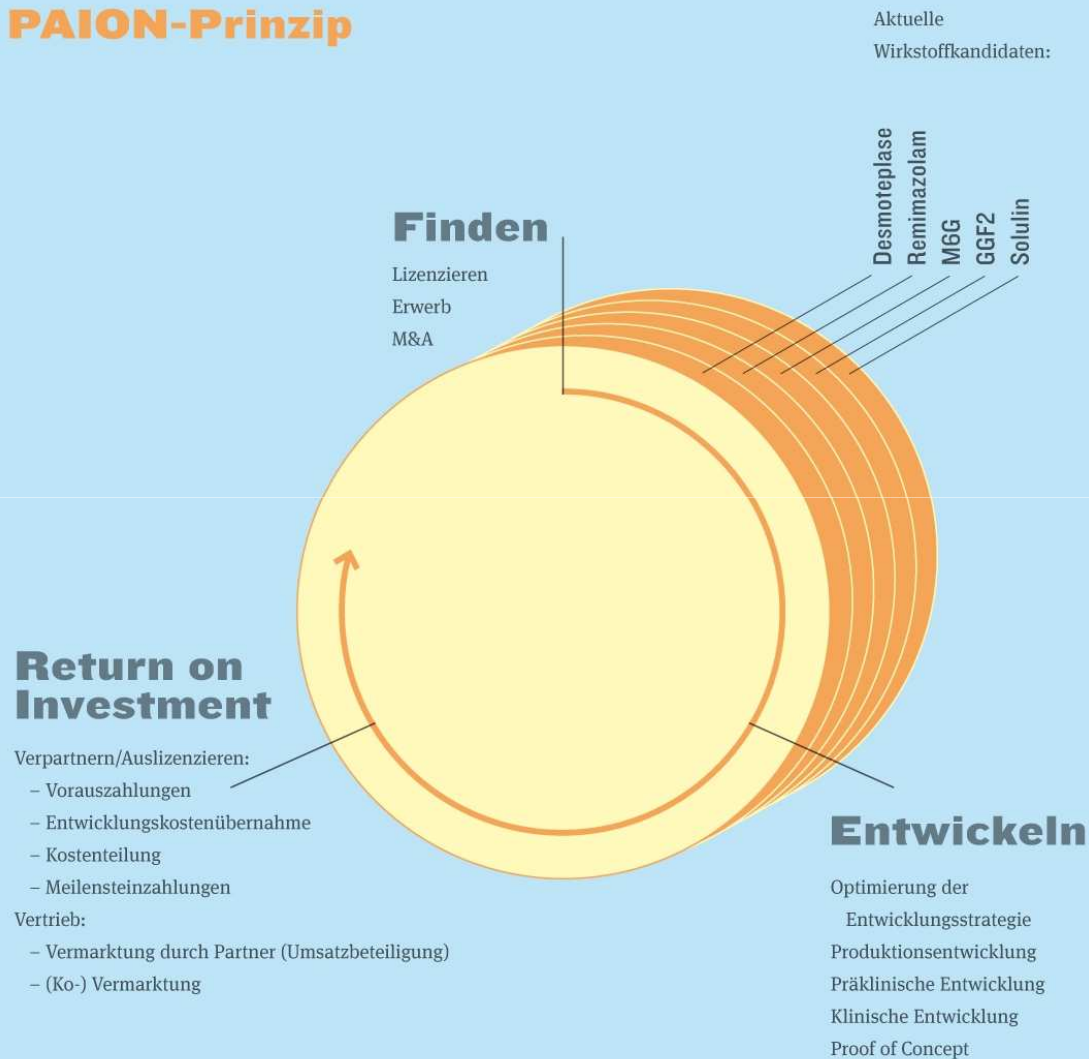 PAION-Prinzip
Aktuelle
Wirkstoffkandidaten:
Desmoteplase
Remimazolam
M6G
GGF2
Solulin
Finden
Lizenzieren
Erwerb
M&A
Return on
Investment
Verpartnern/Auslizenzieren:
– Vorauszahlungen
– Entwicklungskostenübernahme
– Kostenteilung
– Meilensteinzahlungen
Vertrieb:
– Vermarktung durch Partner (Umsatzbeteiligung)
– (Ko-) Vermarktung
Entwickeln
Optimierung der
Entwicklungsstrategie
Produktionsentwicklung
Präklinische Entwicklung
Klinische Entwicklung
Proof of Concept